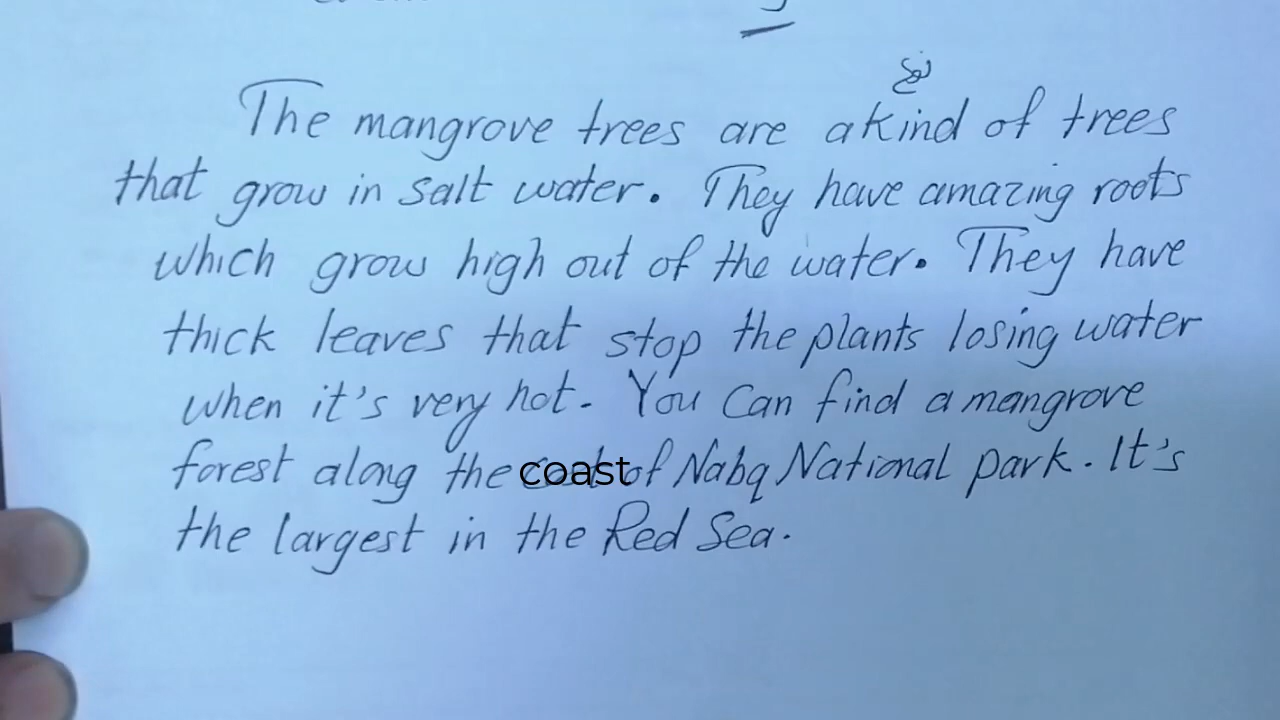 نوع
The mangrove trees are a kind of trees
that grow in salt water. They have amazing roots
which grow high out of the water. They have
thick leaves that stop the plants losing water
when it's very hot. You can find a mangrove
forest along the coast of Nabq National park. It's
the largest in the Red Sea.